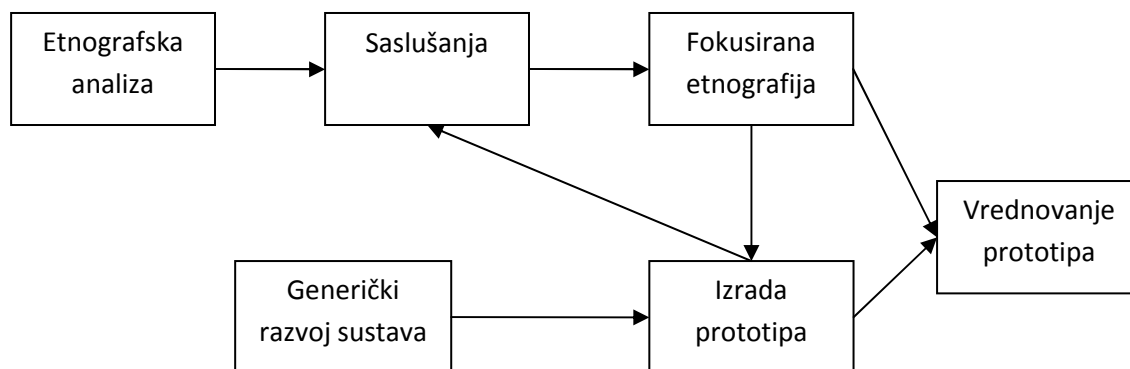 Etnografska
analiza
Saslušanja
Fokusirana
etnografija
Vrednovanje
prototipa
Generički
razvoj sustava
Izrada
prototipa